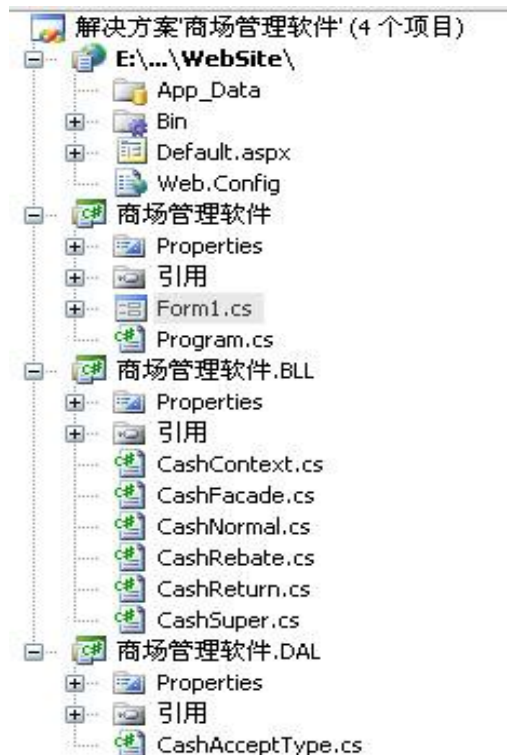 解决方案'商场管理软件' (4 个项目)
E:\...\WebSite\
App_Data
Bin
Default.aspx
Web.Config
商场管理软件
Properties
引用
Form1.cs
Program.cs
商场管理软件.BLL
Properties
引用
CashContext.cs
CashFacade.cs
CashNormal.cs
CashRebate.cs
CashReturn.cs
CashSuper.cs
商场管理软件.DAL
Properties
引用
CashAcceptType.cs